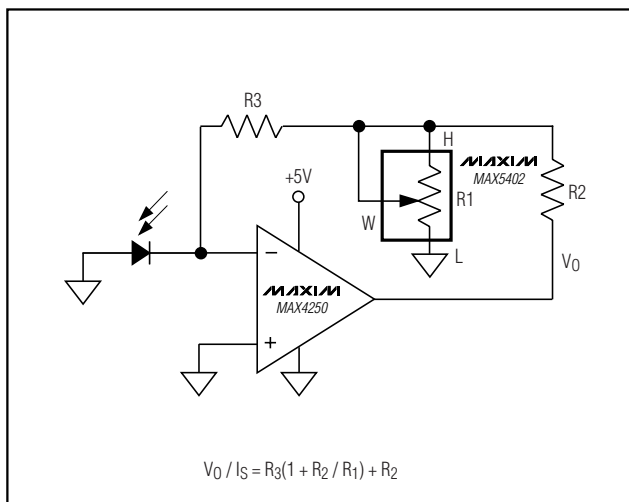 R3
H
MAXIM
MAX5402
+5V
R1
R2
W
L
V₀
−
MAXIM
MAX4250
+
V₀ / Iₛ = R₃(1 + R₂ / R₁) + R₂